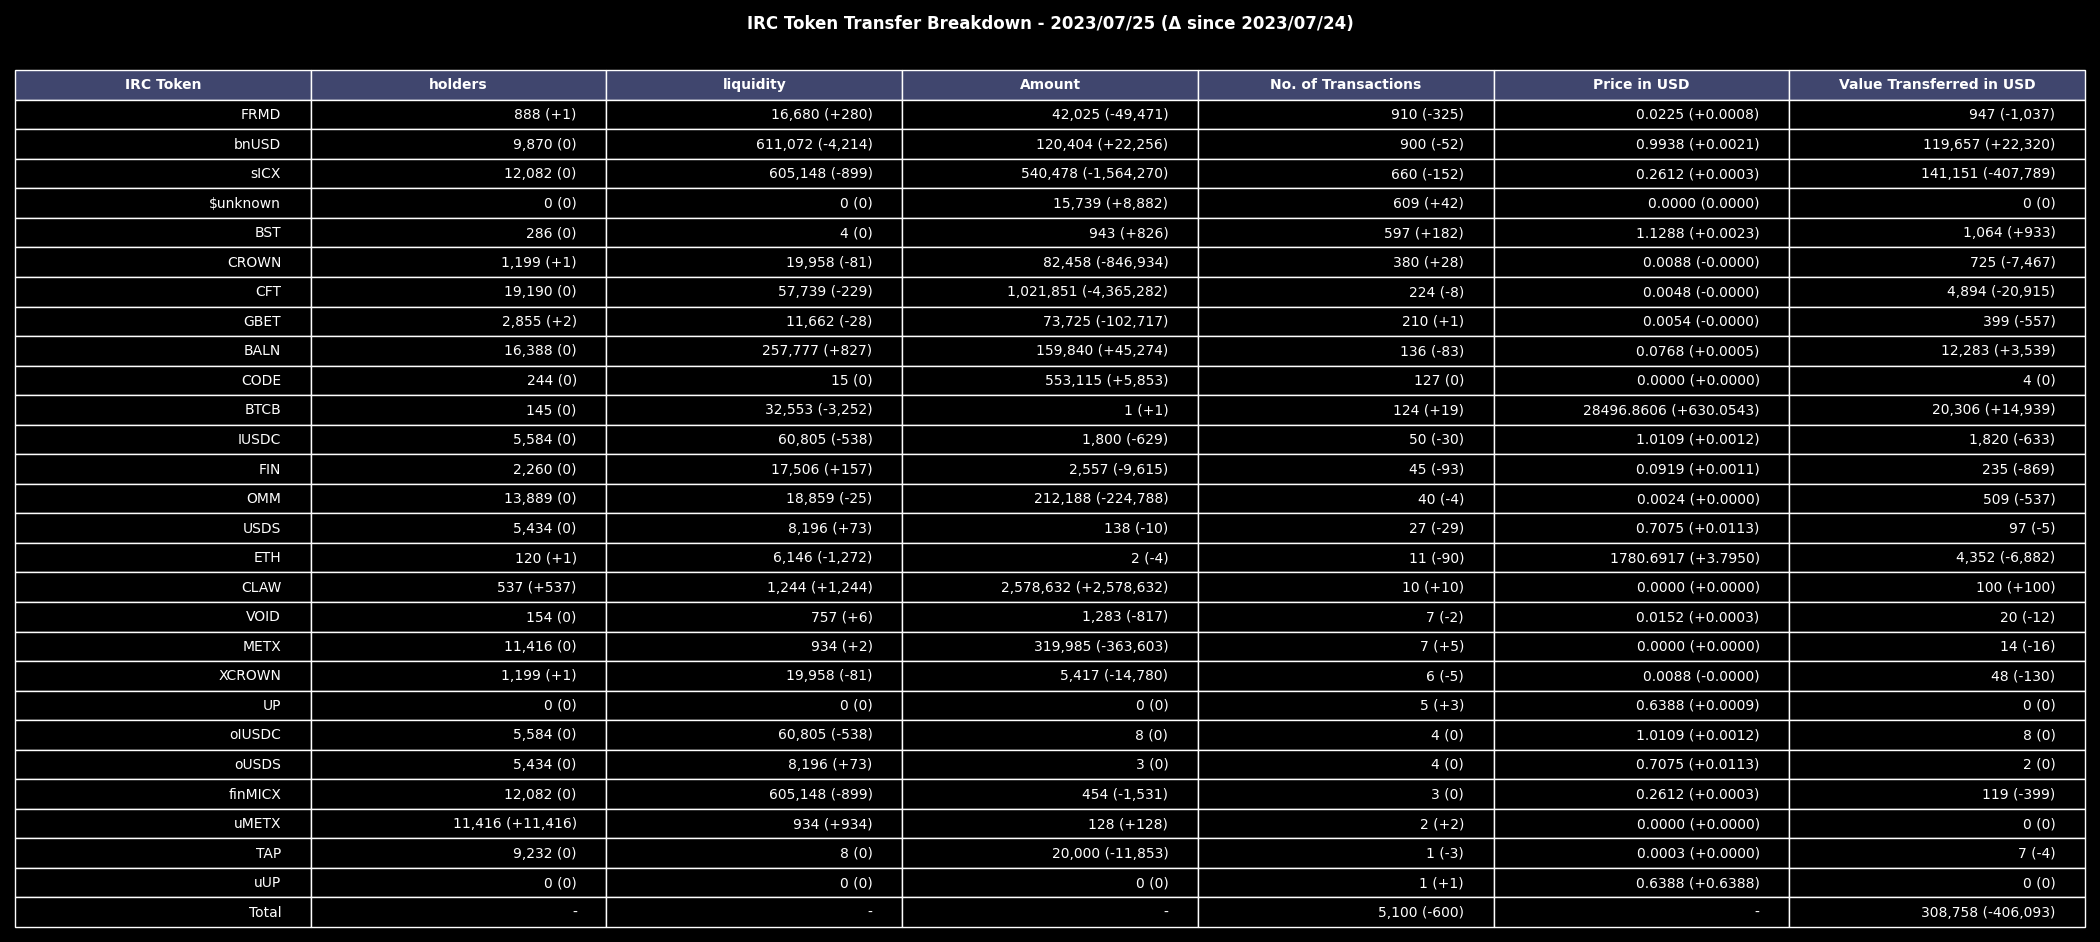 IRC Token Transfer Breakdown - 2023/07/25 (Δ since 2023/07/24)
IRC Token holders liquidity Amount No. of Transactions Price in USD Value Transferred in USD
FRMD 888 (+1) 16,680 (+280) 42,025 (-49,471) 910 (-325) 0.0225 (+0.0008) 947 (-1,037)
bnUSD 9,870 (0) 611,072 (-4,214) 120,404 (+22,256) 900 (-52) 0.9938 (+0.0021) 119,657 (+22,320)
sICX 12,082 (0) 605,148 (-899) 540,478 (-1,564,270) 660 (-152) 0.2612 (+0.0003) 141,151 (-407,789)
$unknown 0 (0) 0 (0) 15,739 (+8,882) 609 (+42) 0.0000 (0.0000) 0 (0)
BST 286 (0) 4 (0) 943 (+826) 597 (+182) 1.1288 (+0.0023) 1,064 (+933)
CROWN 1,199 (+1) 19,958 (-81) 82,458 (-846,934) 380 (+28) 0.0088 (-0.0000) 725 (-7,467)
CFT 19,190 (0) 57,739 (-229) 1,021,851 (-4,365,282) 224 (-8) 0.0048 (-0.0000) 4,894 (-20,915)
GBET 2,855 (+2) 11,662 (-28) 73,725 (-102,717) 210 (+1) 0.0054 (-0.0000) 399 (-557)
BALN 16,388 (0) 257,777 (+827) 159,840 (+45,274) 136 (-83) 0.0768 (+0.0005) 12,283 (+3,539)
CODE 244 (0) 15 (0) 553,115 (+5,853) 127 (0) 0.0000 (+0.0000) 4 (0)
BTCB 145 (0) 32,553 (-3,252) 1 (+1) 124 (+19) 28496.8606 (+630.0543) 20,306 (+14,939)
IUSDC 5,584 (0) 60,805 (-538) 1,800 (-629) 50 (-30) 1.0109 (+0.0012) 1,820 (-633)
FIN 2,260 (0) 17,506 (+157) 2,557 (-9,615) 45 (-93) 0.0919 (+0.0011) 235 (-869)
OMM 13,889 (0) 18,859 (-25) 212,188 (-224,788) 40 (-4) 0.0024 (+0.0000) 509 (-537)
USDS 5,434 (0) 8,196 (+73) 138 (-10) 27 (-29) 0.7075 (+0.0113) 97 (-5)
ETH 120 (+1) 6,146 (-1,272) 2 (-4) 11 (-90) 1780.6917 (+3.7950) 4,352 (-6,882)
CLAW 537 (+537) 1,244 (+1,244) 2,578,632 (+2,578,632) 10 (+10) 0.0000 (+0.0000) 100 (+100)
VOID 154 (0) 757 (+6) 1,283 (-817) 7 (-2) 0.0152 (+0.0003) 20 (-12)
METX 11,416 (0) 934 (+2) 319,985 (-363,603) 7 (+5) 0.0000 (+0.0000) 14 (-16)
XCROWN 1,199 (+1) 19,958 (-81) 5,417 (-14,780) 6 (-5) 0.0088 (-0.0000) 48 (-130)
UP 0 (0) 0 (0) 0 (0) 5 (+3) 0.6388 (+0.0009) 0 (0)
oIUSDC 5,584 (0) 60,805 (-538) 8 (0) 4 (0) 1.0109 (+0.0012) 8 (0)
oUSDS 5,434 (0) 8,196 (+73) 3 (0) 4 (0) 0.7075 (+0.0113) 2 (0)
finMICX 12,082 (0) 605,148 (-899) 454 (-1,531) 3 (0) 0.2612 (+0.0003) 119 (-399)
uMETX 11,416 (+11,416) 934 (+934) 128 (+128) 2 (+2) 0.0000 (+0.0000) 0 (0)
TAP 9,232 (0) 8 (0) 20,000 (-11,853) 1 (-3) 0.0003 (+0.0000) 7 (-4)
uUP 0 (0) 0 (0) 0 (0) 1 (+1) 0.6388 (+0.6388) 0 (0)
Total - - - 5,100 (-600) - 308,758 (-406,093)